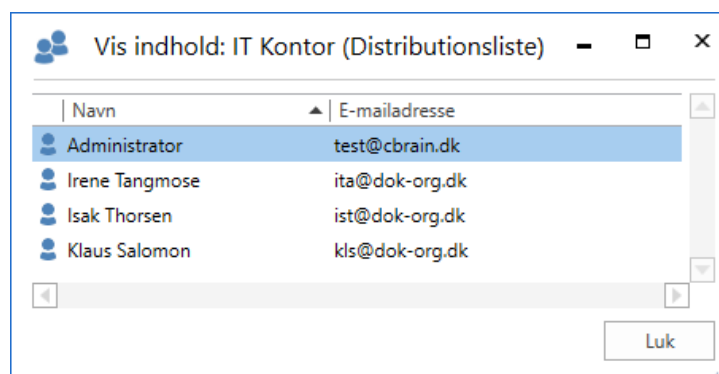 Vis indhold: IT Kontor (Distributionsliste)
Navn E-mailadresse
Administrator test@cbrain.dk
Irene Tangmose ita@dok-org.dk
Isak Thorsen ist@dok-org.dk
Klaus Salomon kls@dok-org.dk
Luk